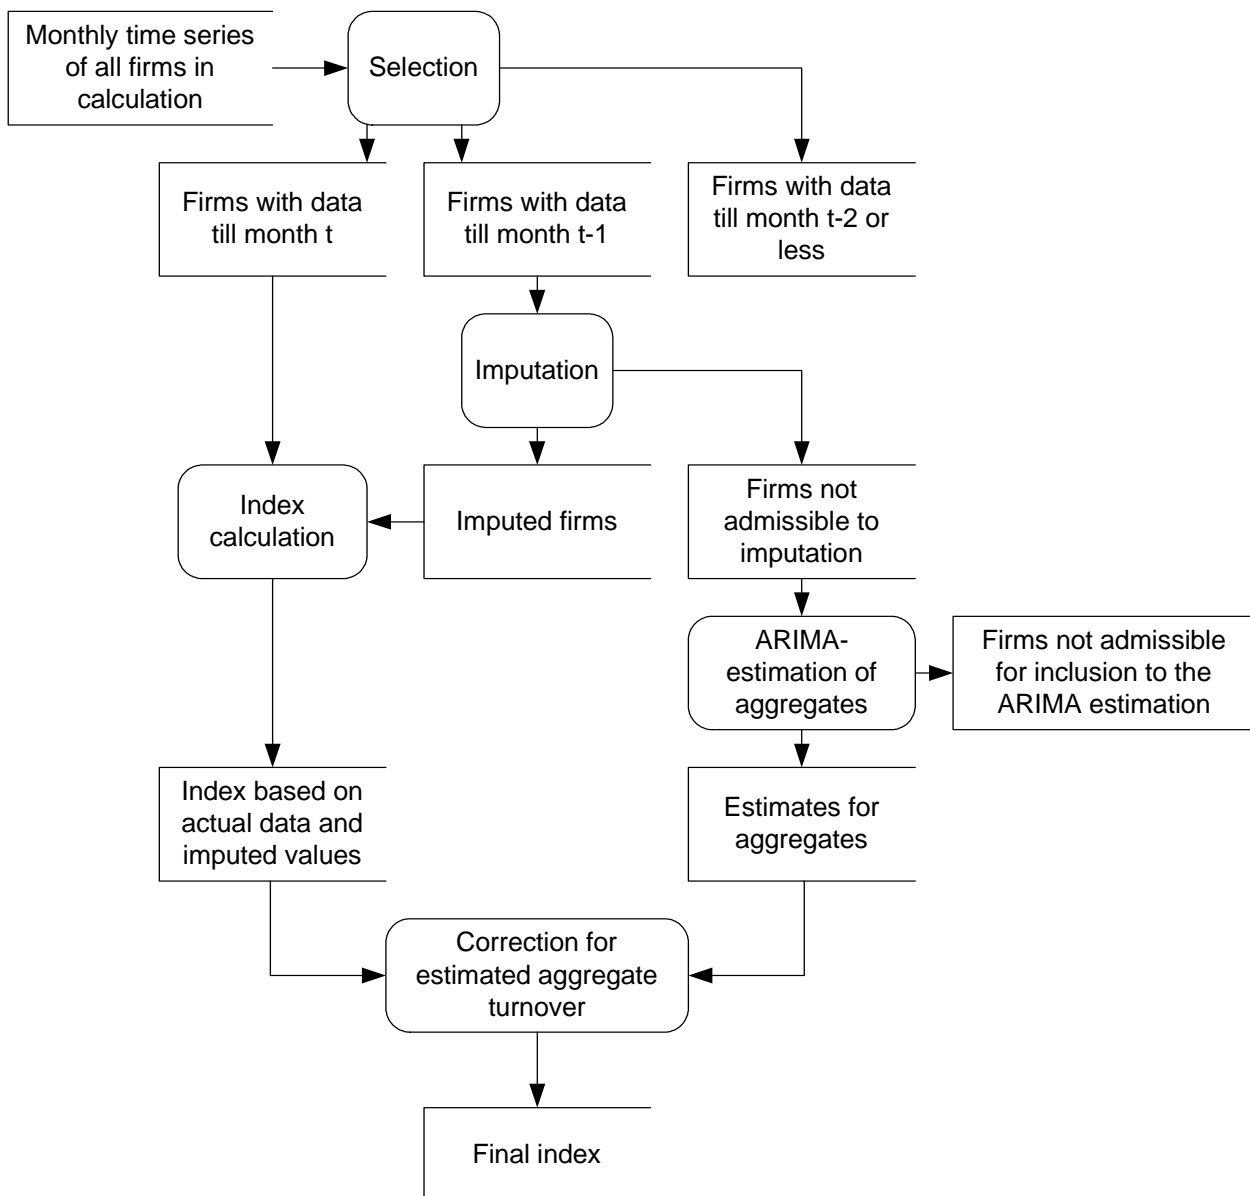 Monthly time series
of all firms in
calculation
Selection
Firms with data
till month t
Firms with data
till month t-1
Firms with data
till month t-2 or
less
Imputation
Index
calculation
Imputed firms
Firms not
admissible to
imputation
ARIMA-
estimation of
aggregates
Firms not admissible
for inclusion to the
ARIMA estimation
Index based on
actual data and
imputed values
Estimates for
aggregates
Correction for
estimated aggregate
turnover
Final index